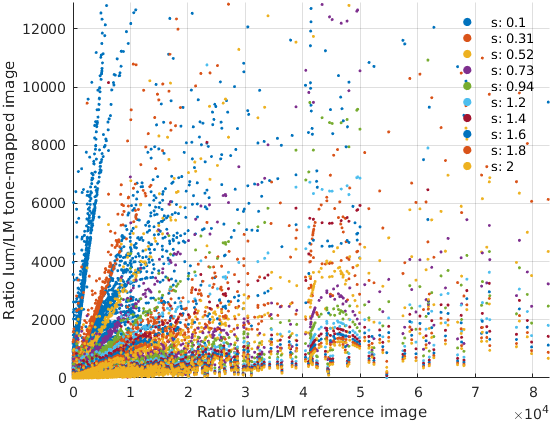 12000
10000
8000
6000
4000
2000
0
0 1 2 3 4 5 6 7 8
×10⁴
Ratio lum/LM reference image
Ratio lum/LM tone-mapped image
s: 0.1
s: 0.31
s: 0.52
s: 0.73
s: 0.94
s: 1.2
s: 1.4
s: 1.6
s: 1.8
s: 2